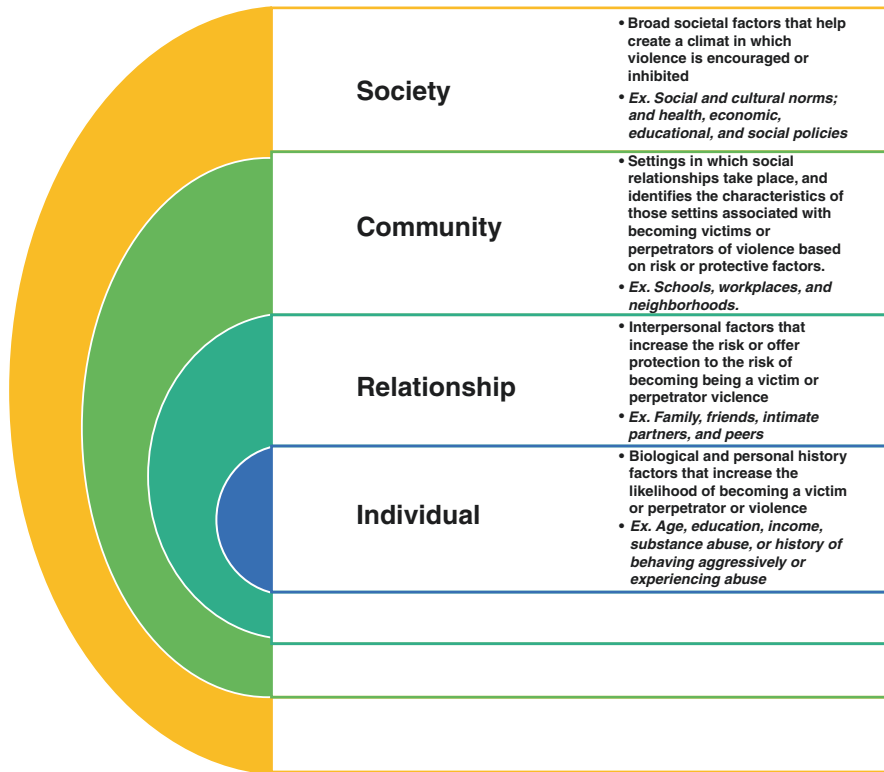 Society
• Broad societal factors that help
create a climat in which
violence is encouraged or
inhibited
• Ex. Social and cultural norms;
and health, economic,
educational, and social policies
Community
• Settings in which social
relationships take place, and
identifies the characteristics of
those settins associated with
becoming victims or
perpetrators of violence based
on risk or protective factors.
• Ex. Schools, workplaces, and
neighborhoods.
Relationship
• Interpersonal factors that
increase the risk or offer
protection to the risk of
becoming being a victim or
perpetrator viclence
• Ex. Family, friends, intimate
partners, and peers
Individual
• Biological and personal history
factors that increase the
likelihood of becoming a victim
or perpetrator or violence
• Ex. Age, education, income,
substance abuse, or history of
behaving aggressively or
experiencing abuse